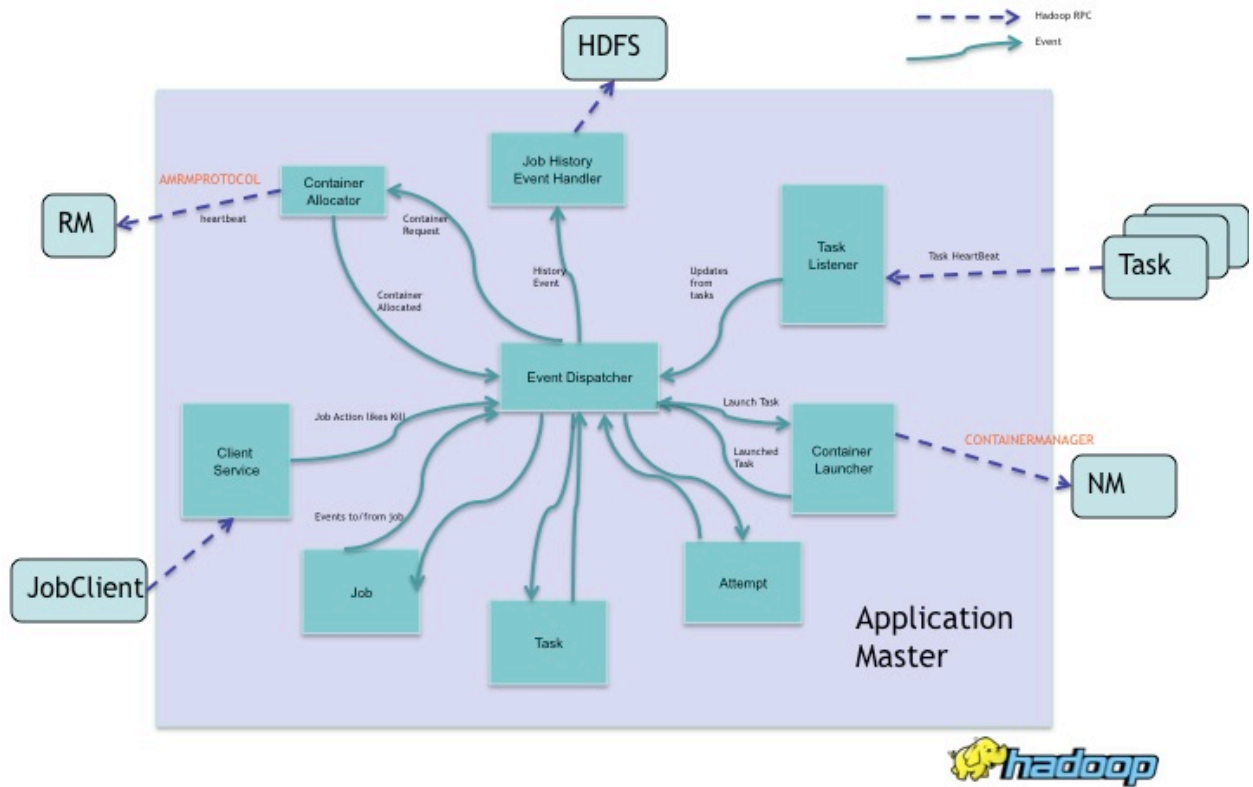 Hadoop RPC
Event
HDFS
Job History
Event Handler
AMRMPROTOCOL
Container
Allocator
RM
heartbeat
Container
Request
Task
Listener
Task HeartBeat
Task
History
Event
Updates
from
tasks
Container
Allocated
Event Dispatcher
Launch Task
Job Action likes Kill
Client
Service
Launched
Task
Container
Launcher
CONTAINERMANAGER
NM
Events to/from job
JobClient
Job
Attempt
Task
Application
Master
hadoop